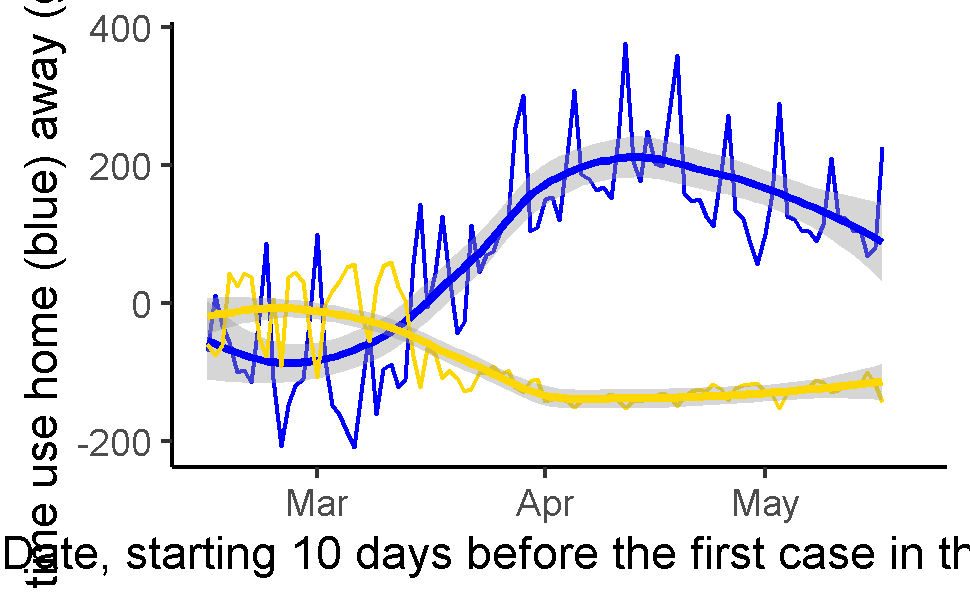 time use home (blue) away (
400
200
0
-200
Mar Apr May
Date, starting 10 days before the first case in th